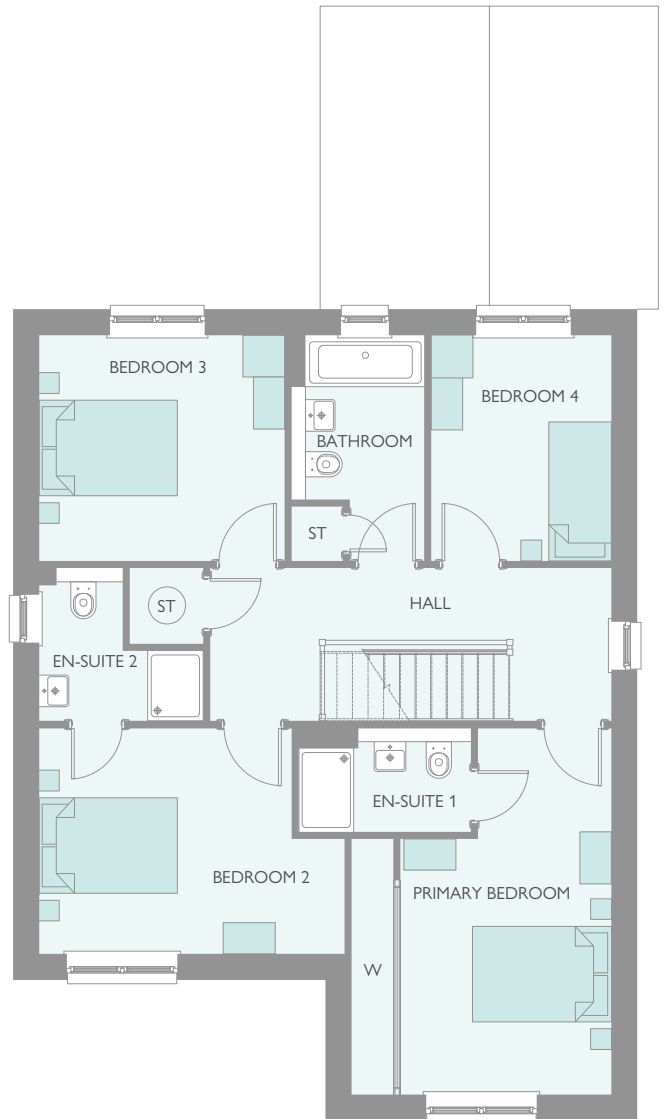 BEDROOM 3
BEDROOM 4
BATHROOM
ST
HALL
ST
EN-SUITE 2
EN-SUITE 1
BEDROOM 2
PRIMARY BEDROOM
W